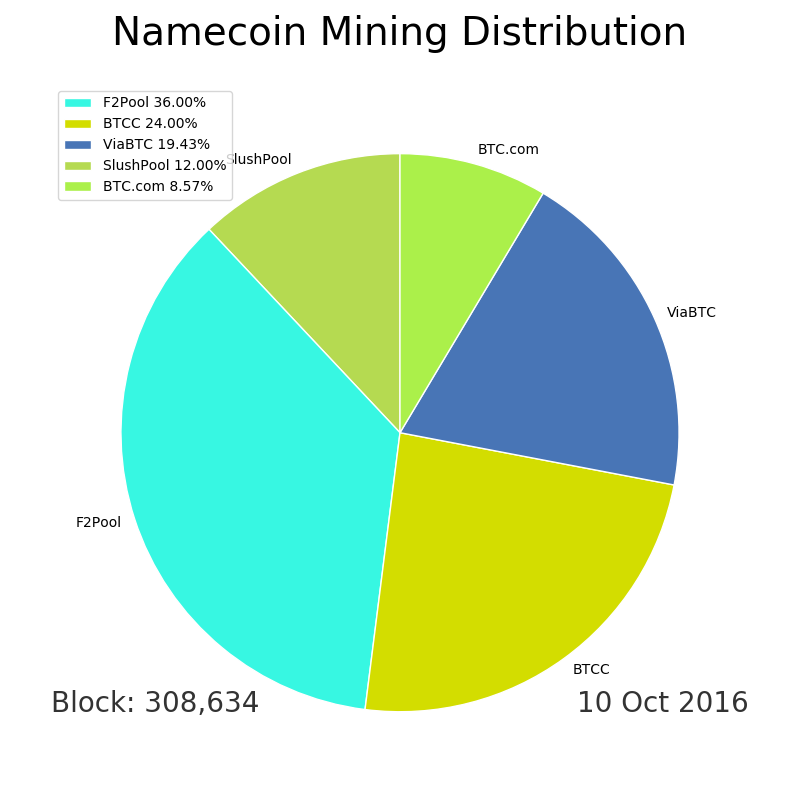 Namecoin Mining Distribution
F2Pool 36.00%
BTCC 24.00%
ViaBTC 19.43%
SlushPool 12.00%
BTC.com 8.57%
SlushPool
BTC.com
ViaBTC
F2Pool
BTCC
Block: 308,634
10 Oct 2016